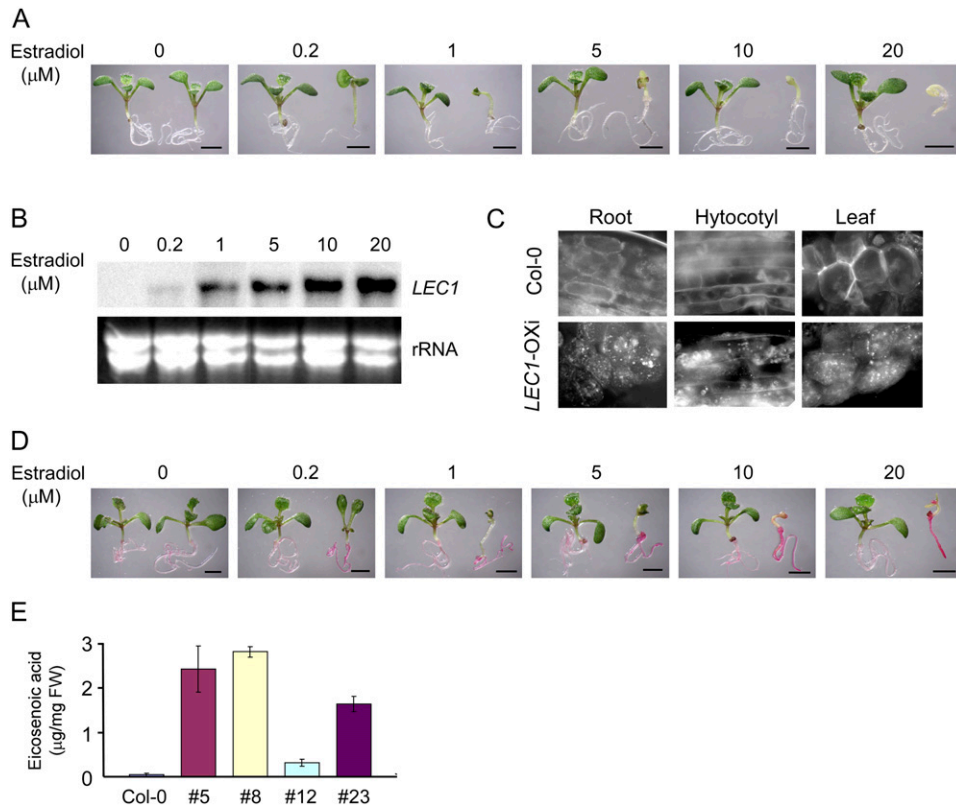 A
Estradiol (μM) 0 0.2 1 5 10 20
B
Estradiol (μM) 0 0.2 1 5 10 20
LEC1
rRNA
C
Root Hytocotyl Leaf
Col-0
LEC1-OXi
D
Estradiol (μM) 0 0.2 1 5 10 20
E
Eicosenoic acid (μg/mg FW)
3
2
1
0
Col-0 #5 #8 #12 #23